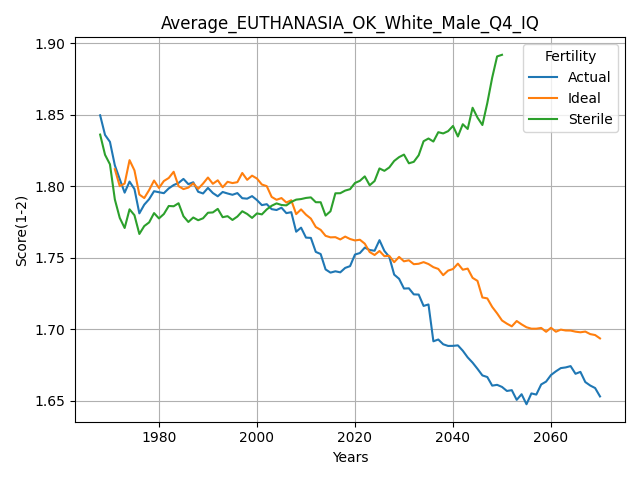 Average_EUTHANASIA_OK_White_Male_Q4_IQ
Score(1-2)
1.90
1.85
1.80
1.75
1.70
1.65
Fertility
Actual
Ideal
Sterile
1980 2000 2020 2040 2060
Years